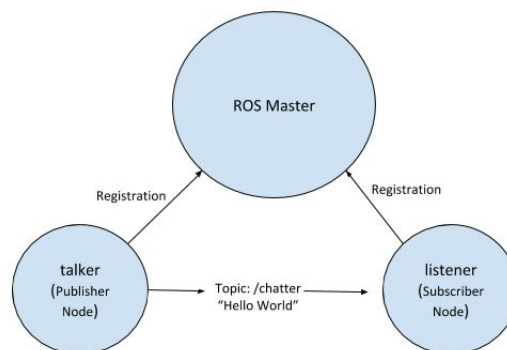 ROS Master
Registration
Registration
talker
(Publisher
Node)
Topic: /chatter
“Hello World”
listener
(Subscriber
Node)